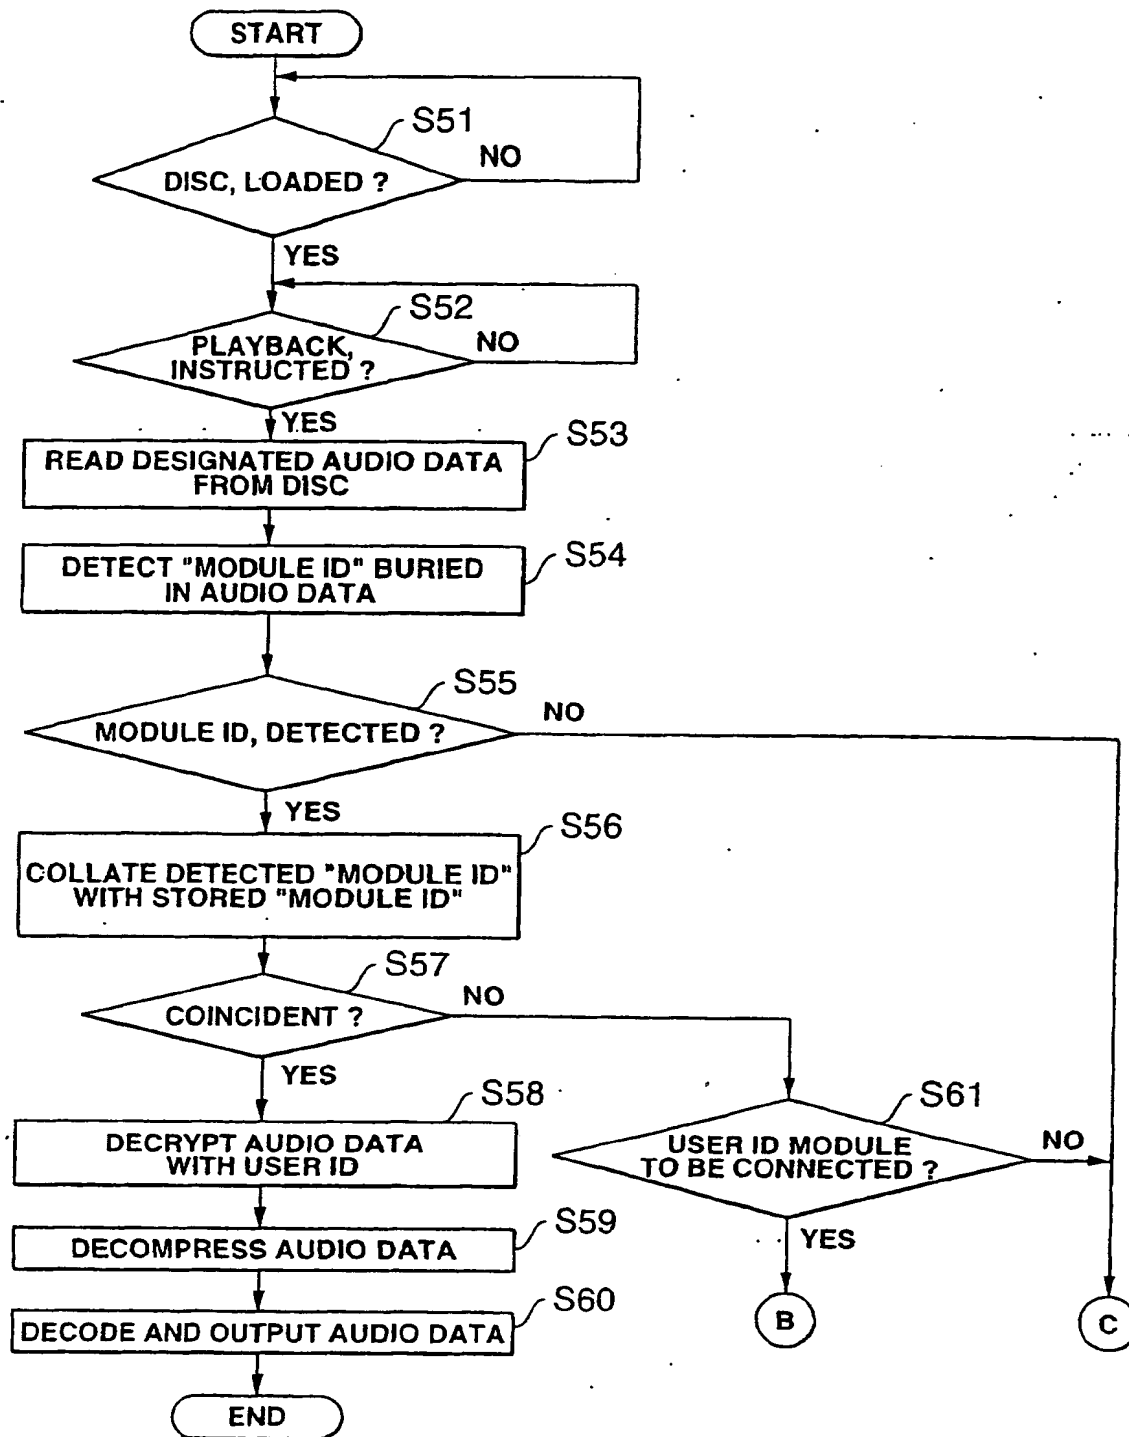 START
S51
DISC, LOADED ?
NO
YES
S52
PLAYBACK,
INSTRUCTED ?
NO
YES
S53
READ DESIGNATED AUDIO DATA
FROM DISC
S54
DETECT "MODULE ID" BURIED
IN AUDIO DATA
S55
MODULE ID, DETECTED ?
NO
YES
S56
COLLATE DETECTED "MODULE ID"
WITH STORED "MODULE ID"
S57
COINCIDENT ?
NO
YES
S58
DECRYPT AUDIO DATA
WITH USER ID
S61
USER ID MODULE
TO BE CONNECTED ?
NO
YES
S59
DECOMPRESS AUDIO DATA
S60
DECODE AND OUTPUT AUDIO DATA
B
C
END